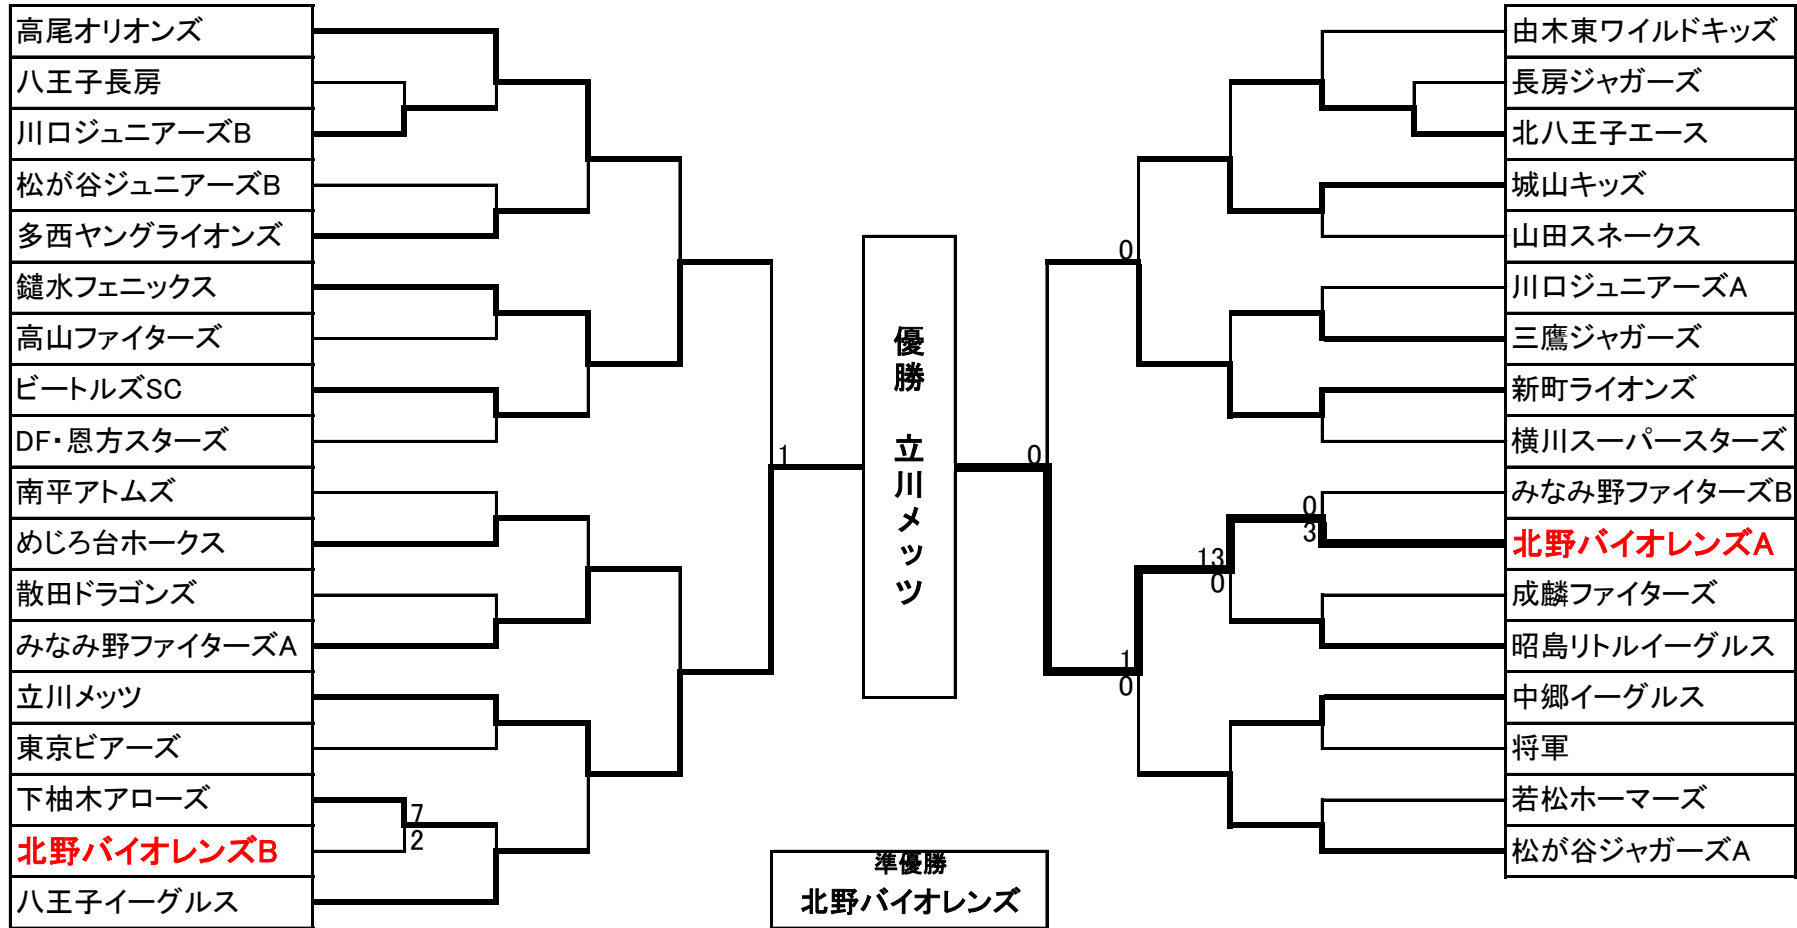 高尾オリオンズ
八王子長房
川口ジュニアーズB
松が谷ジュニアーズB
多西ヤングライオンズ
鑓水フェニックス
高山ファイターズ
ビートルズSC
DF・恩方スターズ
南平アトムズ
めじろ台ホークス
散田ドラゴンズ
みなみ野ファイターズA
立川メッツ
東京ビアーズ
下柚木アローズ
北野バイオレンズB
八王子イーグルス
7
2
1
優勝　立川メッツ
準優勝
北野バイオレンズ
0
0
1
0
13
0
0
3
由木東ワイルドキッズ
長房ジャガーズ
北八王子エース
城山キッズ
山田スネークス
川口ジュニアーズA
三鷹ジャガーズ
新町ライオンズ
横川スーパースターズ
みなみ野ファイターズB
北野バイオレンズA
成麟ファイターズ
昭島リトルイーグルス
中郷イーグルス
将軍
若松ホーマーズ
松が谷ジャガーズA